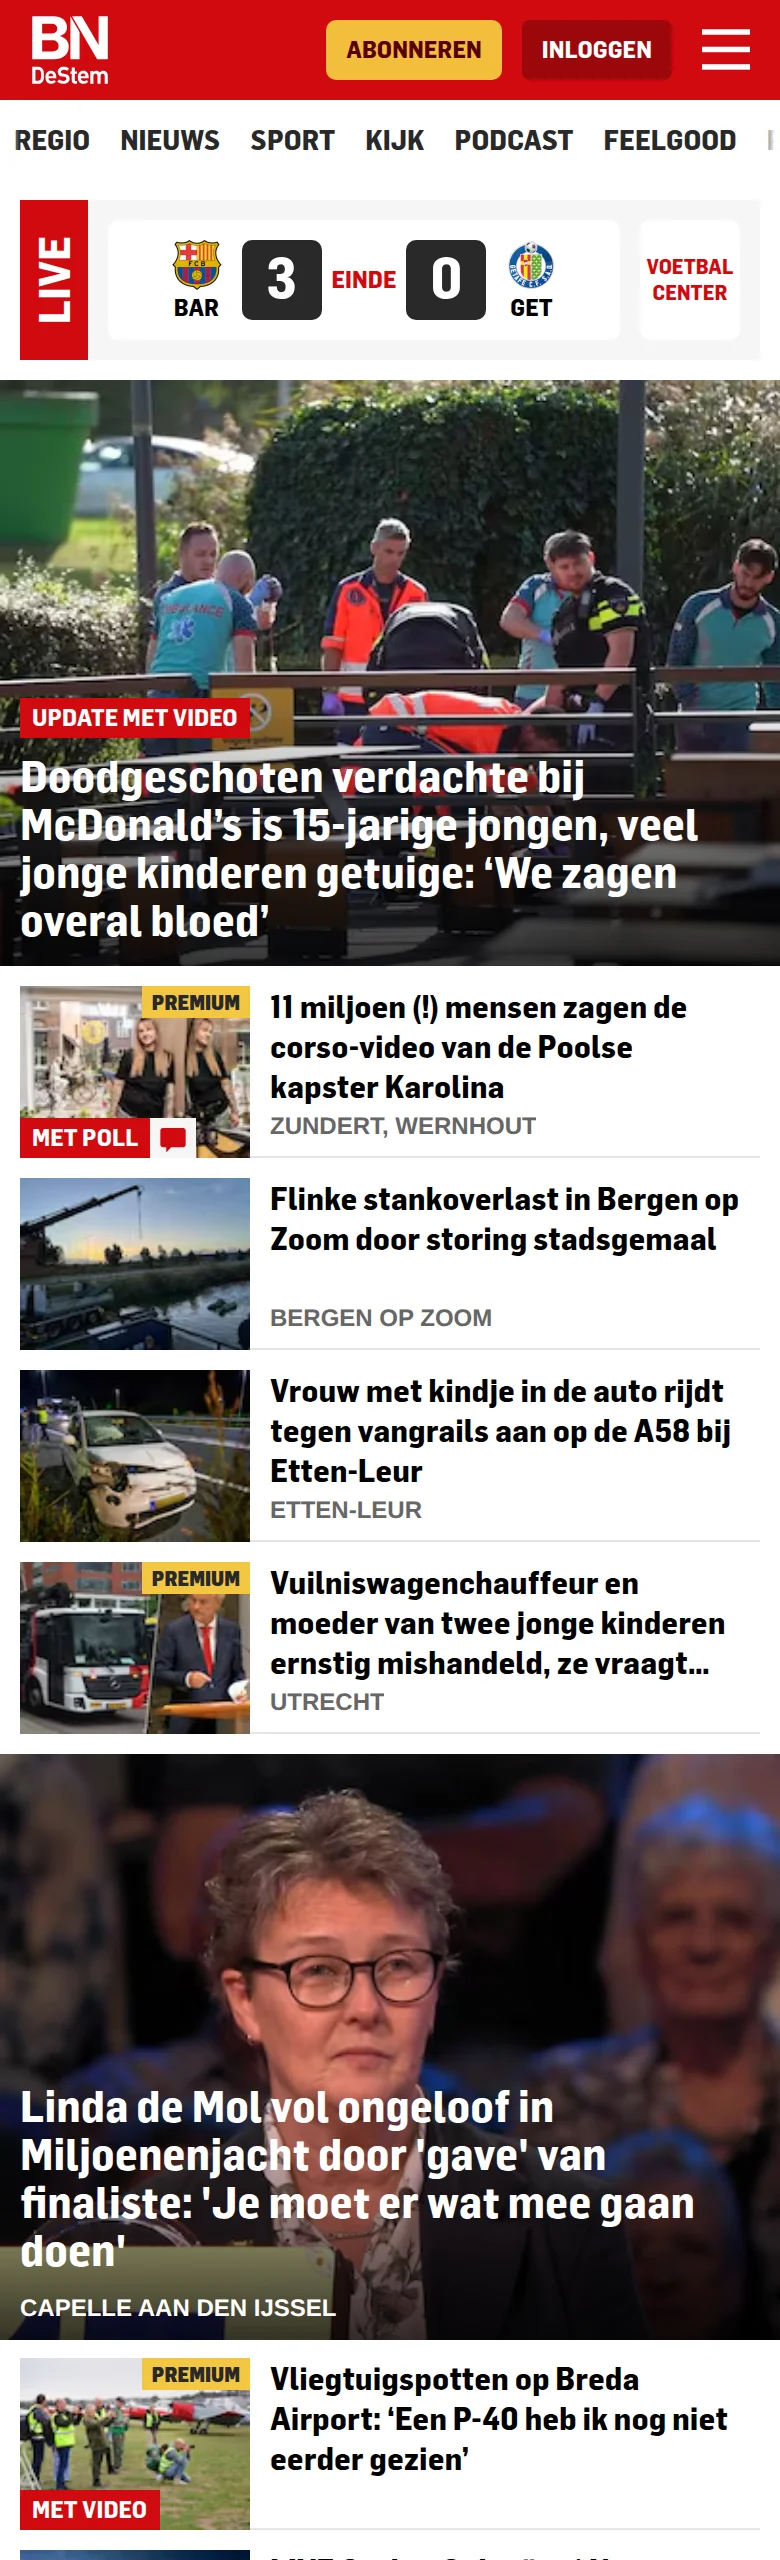 BN
DeStem
ABONNEREN
INLOGGEN
REGIO NIEUWS SPORT KIJK PODCAST FEELGOOD
LIVE
BAR
3
EINDE
0
GET
VOETBAL
CENTER
AMBULANCE
UPDATE MET VIDEO
Doodgeschoten verdachte bij
McDonald’s is 15-jarige jongen, veel
jonge kinderen getuige: ‘We zagen
overal bloed’
PREMIUM
MET POLL
11 miljoen (!) mensen zagen de
corso-video van de Poolse
kapster Karolina
ZUNDERT, WERNHOUT
Flinke stankoverlast in Bergen op
Zoom door storing stadsgemaal
BERGEN OP ZOOM
Vrouw met kindje in de auto rijdt
tegen vangrails aan op de A58 bij
Etten-Leur
ETTEN-LEUR
PREMIUM
Vuilniswagenchauffeur en
moeder van twee jonge kinderen
ernstig mishandeld, ze vraagt...
UTRECHT
Linda de Mol vol ongeloof in
Miljoenenjacht door 'gave' van
finaliste: 'Je moet er wat mee gaan
doen'
CAPELLE AAN DEN IJSSEL
PREMIUM
MET VIDEO
Vliegtuigspotten op Breda
Airport: ‘Een P-40 heb ik nog niet
eerder gezien’